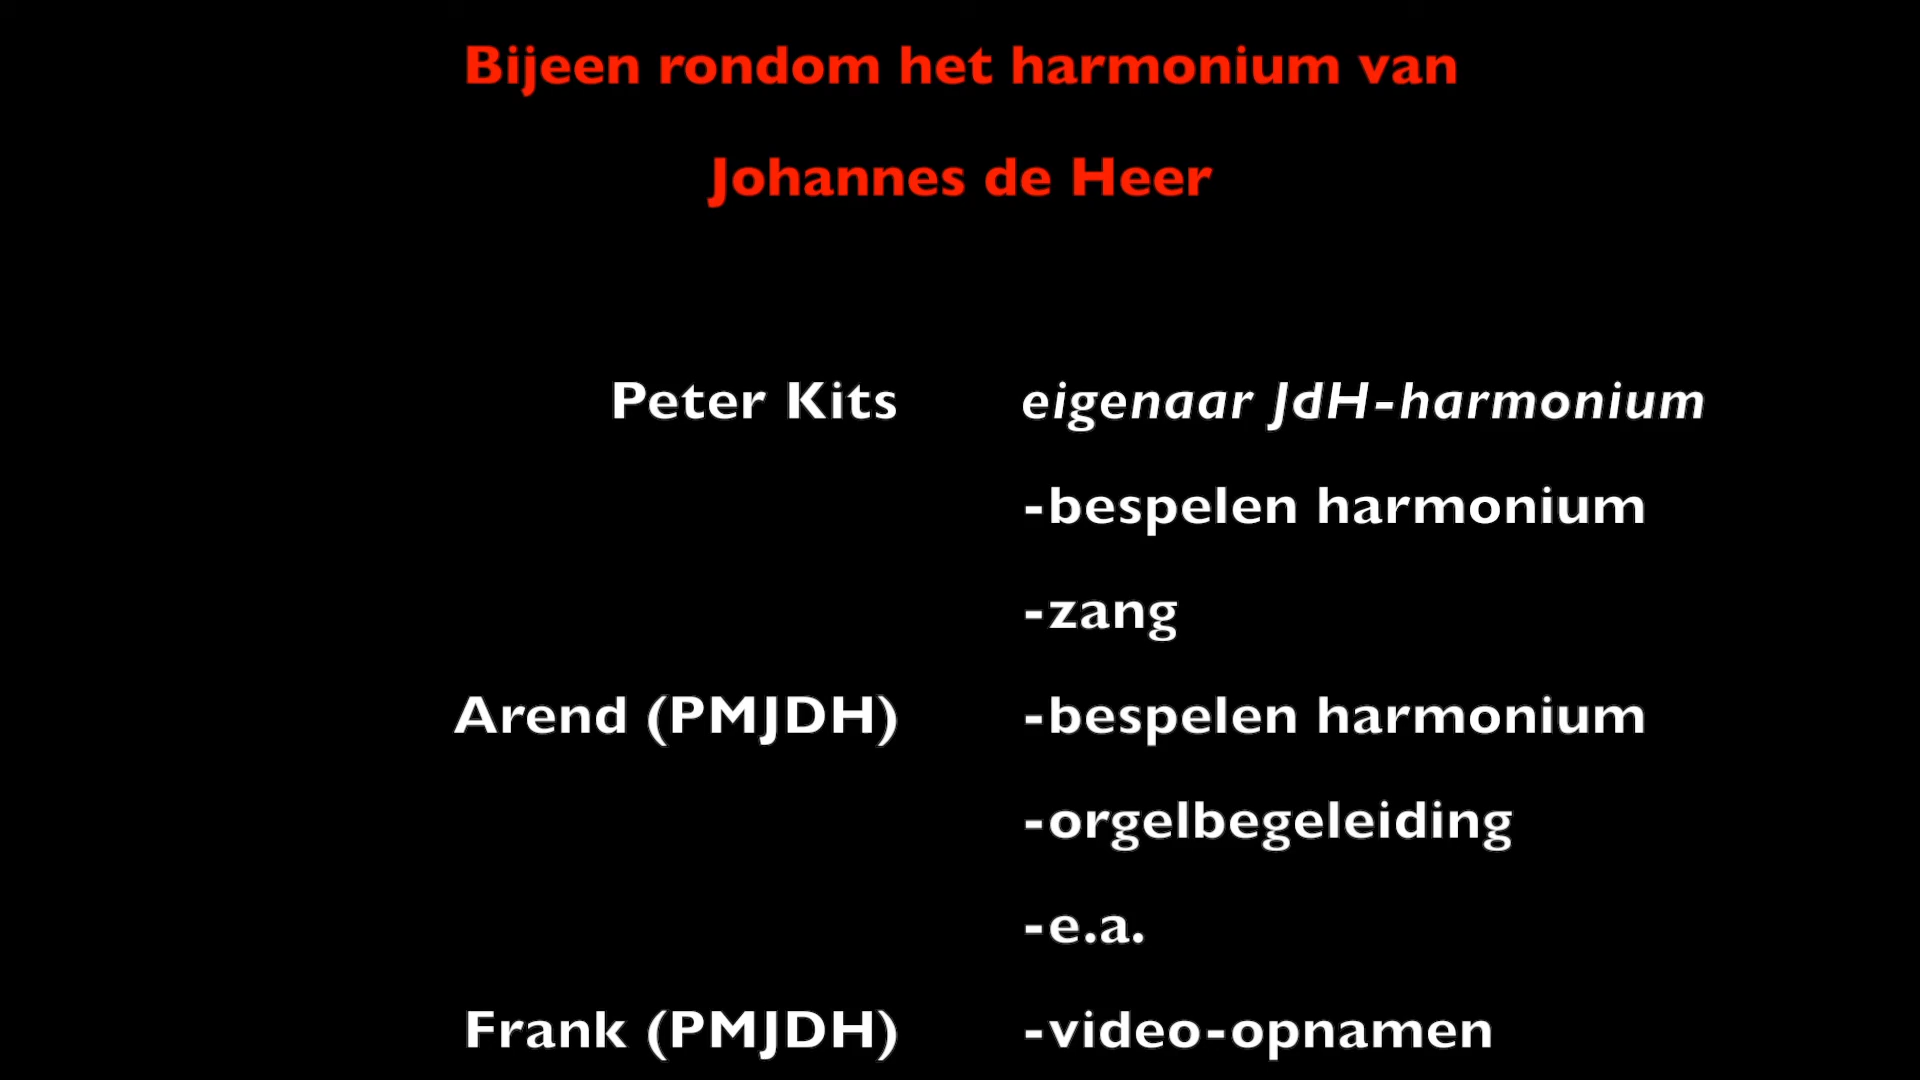 Bijeen rondom het harmonium van
Johannes de Heer
Peter Kits eigenaar JdH-harmonium
-bespelen harmonium
-zang
Arend (PMJDH) -bespelen harmonium
-orgelbegeleiding
-e.a.
Frank (PMJDH) -video-opnamen